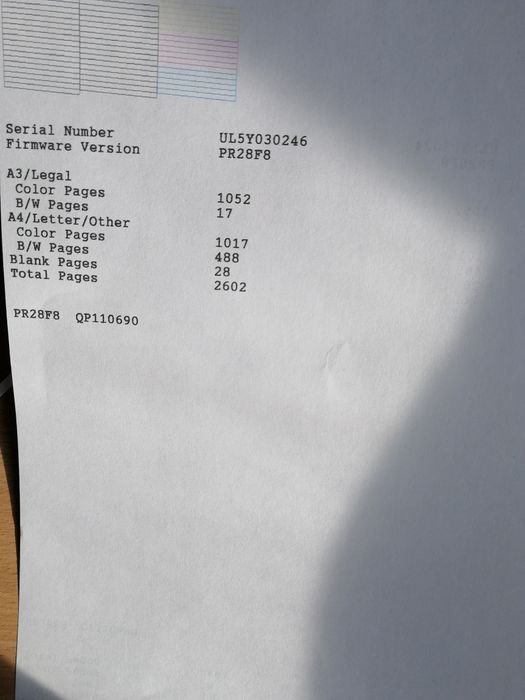 Serial Number UL5Y030246
Firmware Version PR28F8
A3/Legal
Color Pages 1052
B/W Pages 17
A4/Letter/Other
Color Pages 1017
B/W Pages 488
Blank Pages 28
Total Pages 2602
PR28F8 QP110690